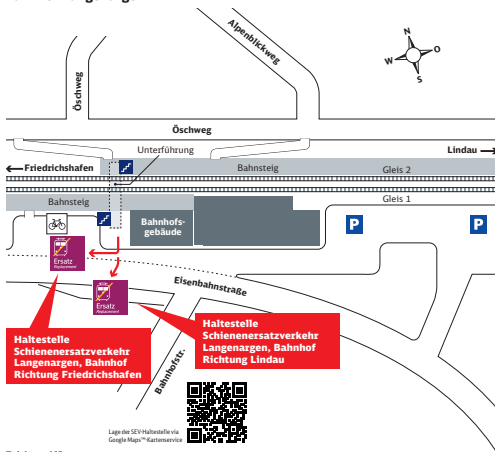 Alpenblickweg
N
O
W
S
Öschweg
Öschweg
Unterführung
Lindau
Friedrichshafen
Bahnsteig
Gleis 2
Bahnsteig
Gleis 1
Bahnhofs-
gebäude
P
P
Ersatz
Replacement
Ersatz
Replacement
Eisenbahnstraße
Haltestelle
Schienenersatzverkehr
Langenargen, Bahnhof
Richtung Friedrichshafen
Haltestelle
Schienenersatzverkehr
Langenargen, Bahnhof
Richtung Lindau
Bahnhofstr.
Lage der SEV-Haltestelle via
Google Maps™-Kartenservice